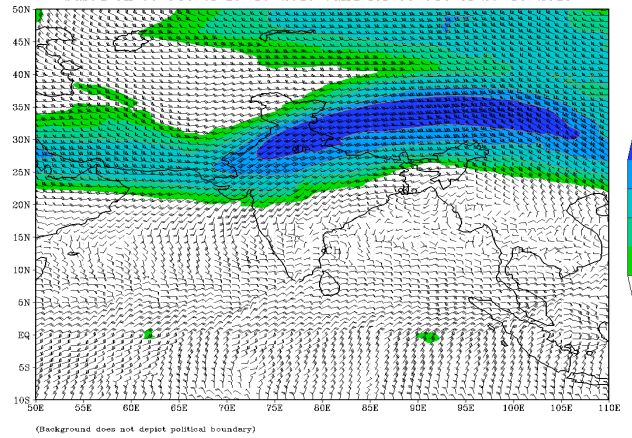 50N
45N
40N
35N
30N
25N
20N
15N
10N
5N
EQ
5S
10S
50E 55E 60E 65E 70E 75E 80E 85E 90E 95E 100E 105E 110E
(Background does not depict political boundary)